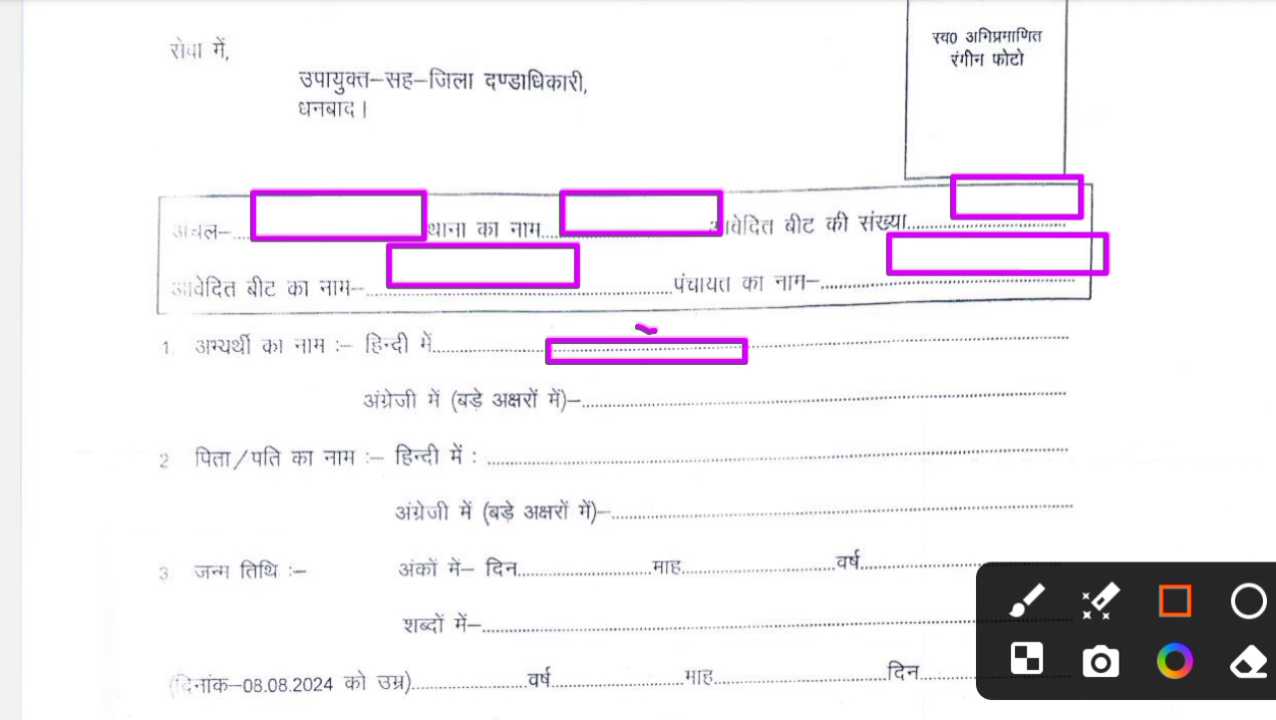 स्व0 अभिप्रमाणित
रंगीन फोटो
सेवा में,
उपायुक्त–सह–जिला दण्डाधिकारी,
धनबाद।
अंचल–... थाना का नाम... आवेदित बीट की संख्या...
आवेदित बीट का नाम–... पंचायत का नाम–...
1. अभ्यर्थी का नाम :– हिन्दी में...
अंग्रेजी में (बड़े अक्षरों में)–...
2 पिता/पति का नाम :– हिन्दी में : ...
अंग्रेजी में (बड़े अक्षरों में)–...
3. जन्म तिथि :– अंकों में– दिन... माह... वर्ष...
शब्दों में–...
(दिनांक–08.08.2024 को उम्र)... वर्ष... माह... दिन...